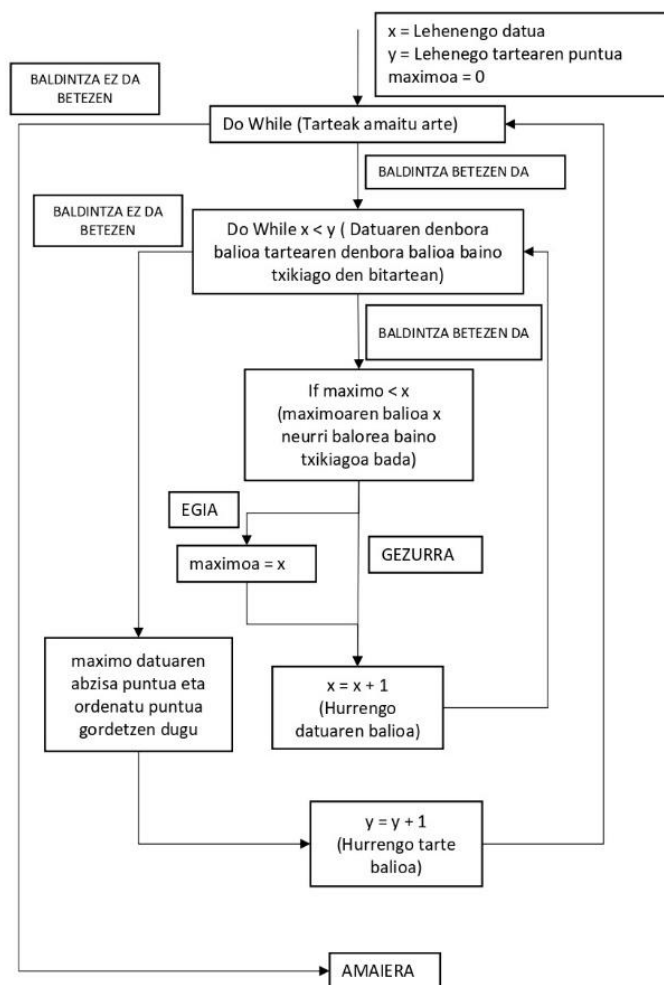 x = Lehenengo datua
y = Lehenego tartearen puntua
maximoa = 0
BALDINTZA EZ DA
BETEZEN
Do While (Tarteak amaitu arte)
BALDINTZA BETEZEN DA
BALDINTZA EZ DA
BETEZEN
Do While x < y ( Datuaren denbora
balioa tartearen denbora balioa baino
txikiago den bitartean)
BALDINTZA BETEZEN DA
If maximo < x
(maximoaren balioa x
neurri balorea baino
txikiagoa bada)
EGIA
GEZURRA
maximoa = x
maximo datuaren
abzisa puntua eta
ordenatu puntua
gordetzen dugu
x = x + 1
(Hurrengo
datuaren balioa)
y = y + 1
(Hurrengo tarte
balioa)
AMAIERA